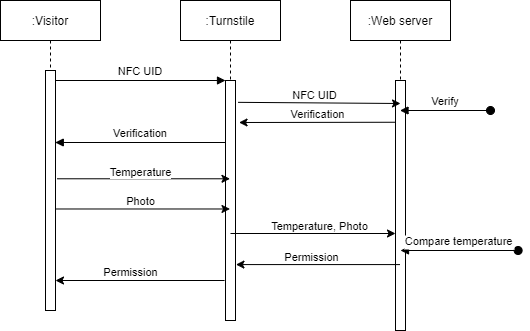 :Visitor
:Turnstile
:Web server
NFC UID
NFC UID
Verify
Verification
Verification
Temperature
Photo
Temperature, Photo
Compare temperature
Permission
Permission